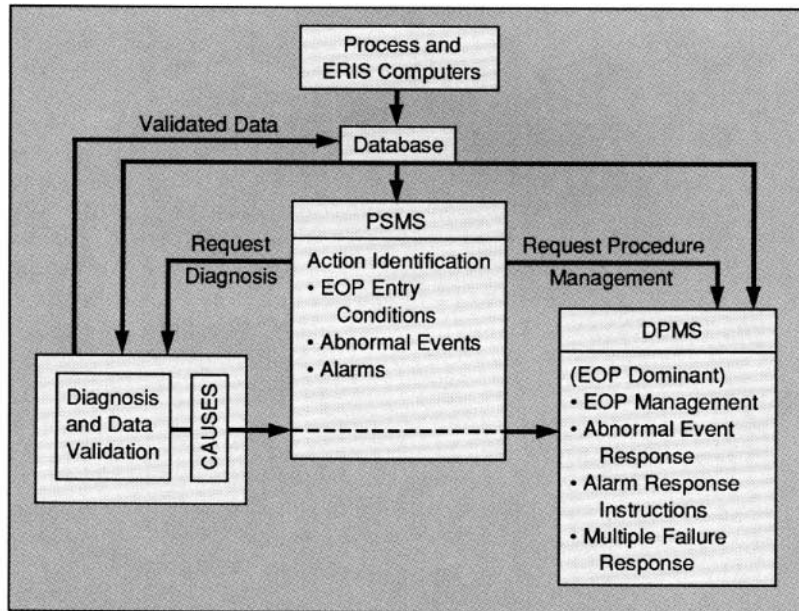 Process and
ERIS Computers
Validated Data
Database
PSMS
Request
Diagnosis
Action Identification
• EOP Entry
Conditions
• Abnormal Events
• Alarms
Request Procedure
Management
DPMS
(EOP Dominant)
• EOP Management
• Abnormal Event
Response
• Alarm Response
Instructions
• Multiple Failure
Response
Diagnosis
and Data
Validation
CAUSES